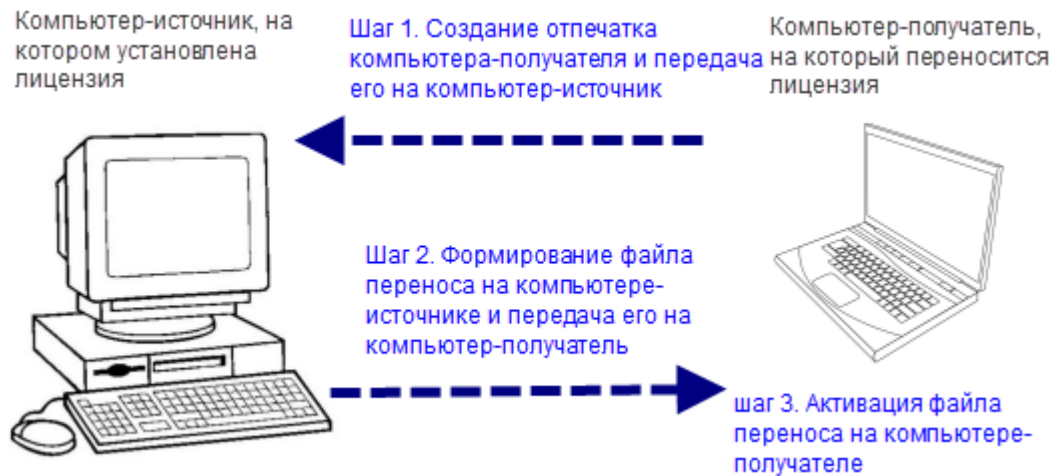 Компьютер-источник, на
котором установлена
лицензия
Шаг 1. Создание отпечатка
компьютера-получателя и передача
его на компьютер-источник
Компьютер-получатель,
на который переносится
лицензия
Шаг 2. Формирование файла
переноса на компьютере-
источнике и передача его на
компьютер-получатель
шаг 3. Активация файла
переноса на компьютере-
получателе